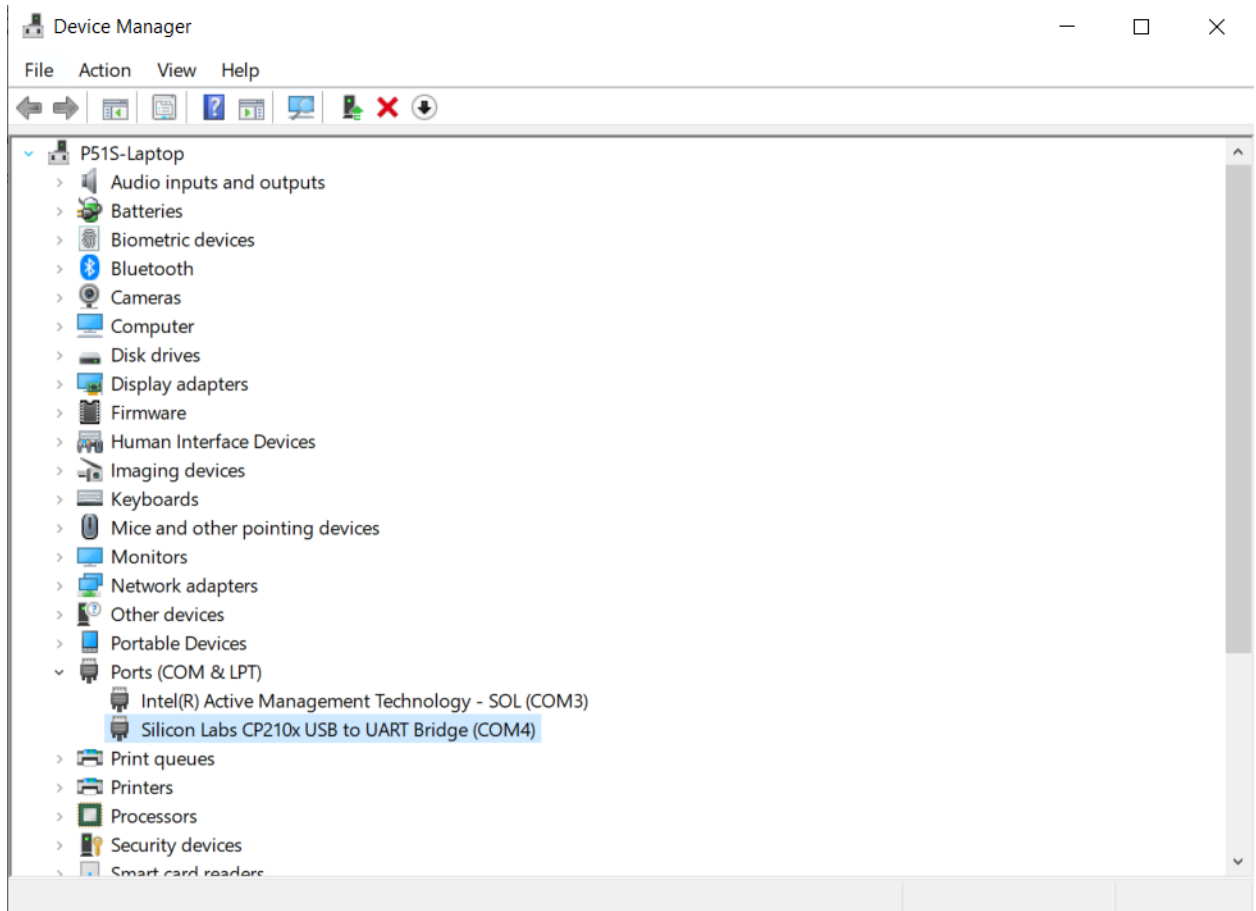 Device Manager
File Action View Help
P51S-Laptop
Audio inputs and outputs
Batteries
Biometric devices
Bluetooth
Cameras
Computer
Disk drives
Display adapters
Firmware
Human Interface Devices
Imaging devices
Keyboards
Mice and other pointing devices
Monitors
Network adapters
Other devices
Portable Devices
Ports (COM & LPT)
Intel(R) Active Management Technology - SOL (COM3)
Silicon Labs CP210x USB to UART Bridge (COM4)
Print queues
Printers
Processors
Security devices
Smart card readers